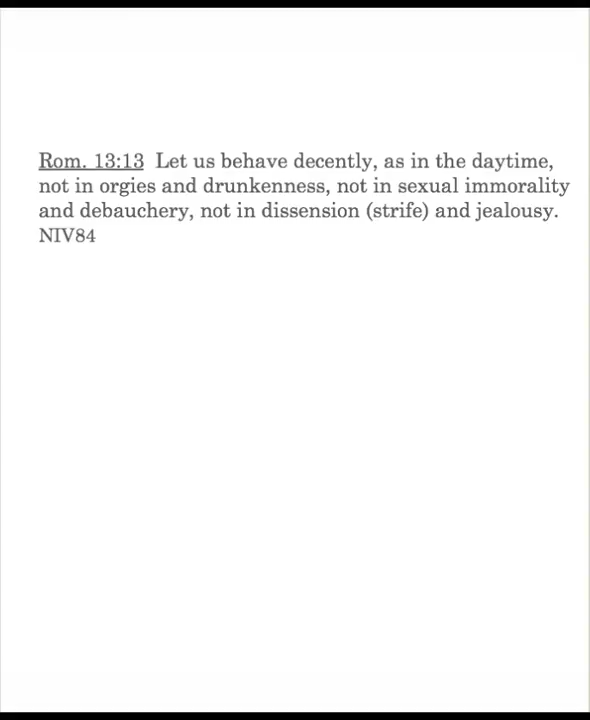 Rom. 13:13 Let us behave decently, as in the daytime,
not in orgies and drunkenness, not in sexual immorality
and debauchery, not in dissension (strife) and jealousy.
NIV84